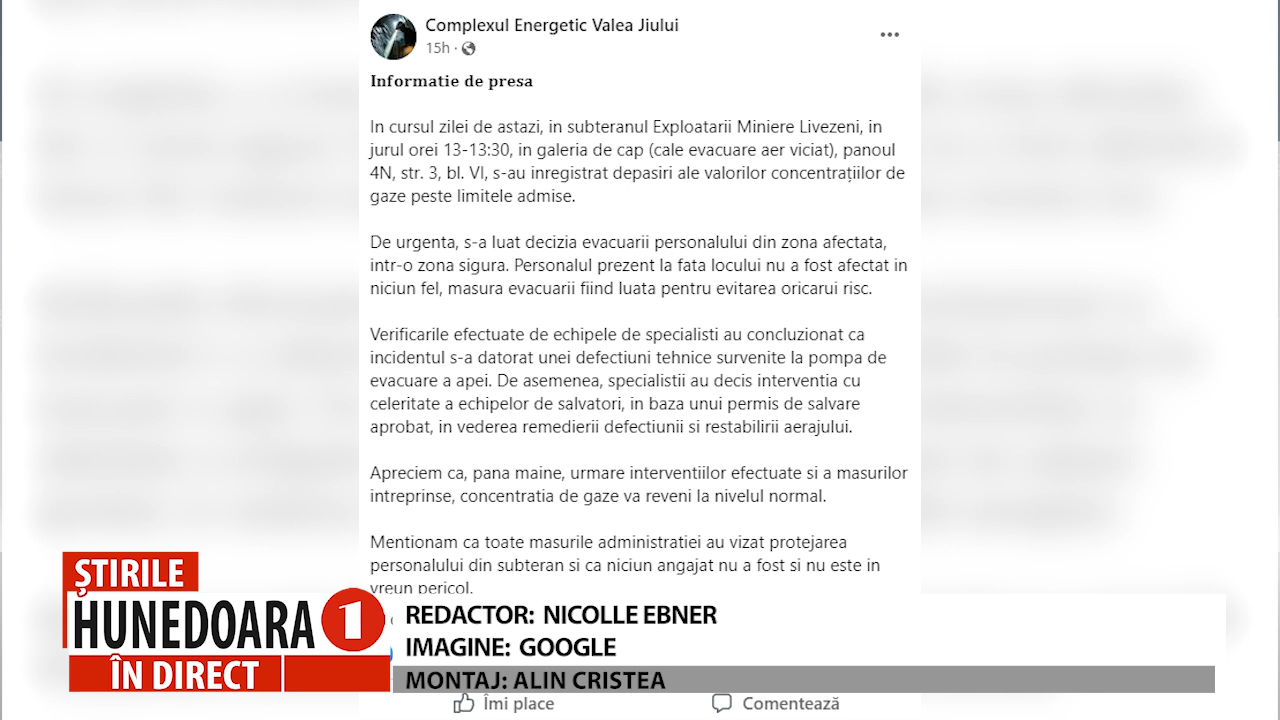 Complexul Energetic Valea Jiului
15h ·
Informatie de presa
In cursul zilei de astazi, in subteranul Exploatarii Miniere Livezeni, in
jurul orei 13-13:30, in galeria de cap (cale evacuare aer viciat), panoul
4N, str. 3, bl. VI, s-au inregistrat depasiri ale valorilor concentrațiilor de
gaze peste limitele admise.
De urgenta, s-a luat decizia evacuarii personalului din zona afectata,
intr-o zona sigura. Personalul prezent la fata locului nu a fost afectat in
niciun fel, masura evacuarii fiind luata pentru evitarea oricarui risc.
Verificarile efectuate de echipele de specialisti au concluzionat ca
incidentul s-a datorat unei defectiuni tehnice survenite la pompa de
evacuare a apei. De asemenea, specialistii au decis interventia cu
celeritate a echipelor de salvatori, in baza unui permis de salvare
aprobat, in vederea remedierii defectiunii si restabilirii aerajului.
Apreciem ca, pana maine, urmare interventiilor efectuate si a masurilor
intreprinse, concentratia de gaze va reveni la nivelul normal.
Mentionam ca toate masurile administratiei au vizat protejarea
personalului din subteran si ca niciun angajat nu a fost si nu este in
vreun pericol.
ȘTIRILE
HUNEDOARA 1
ÎN DIRECT
REDACTOR: NICOLLE EBNER
IMAGINE: GOOGLE
MONTAJ: ALIN CRISTEA
Îmi place
Comentează